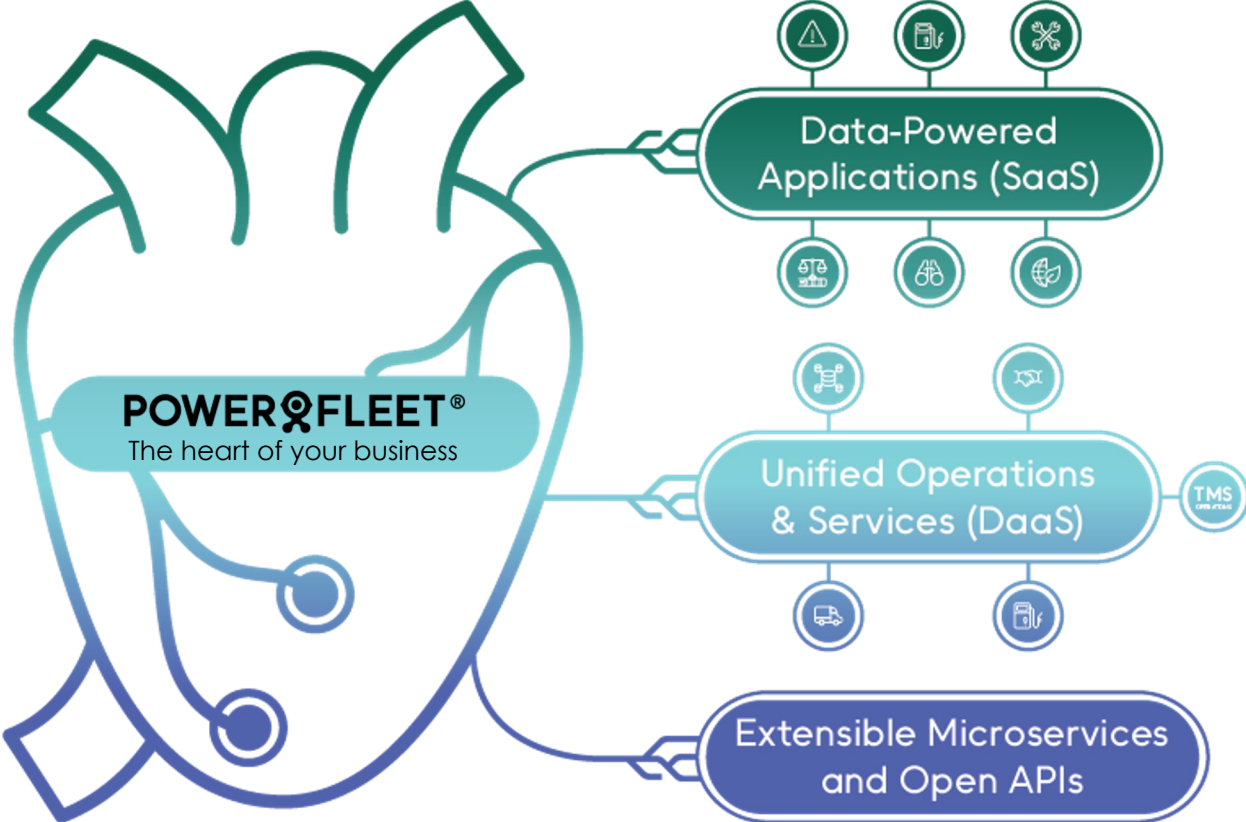 POWERFLEET®
The heart of your business
Data-Powered
Applications (SaaS)
Unified Operations
& Services (DaaS)
TMS
Extensible Microservices
and Open APIs